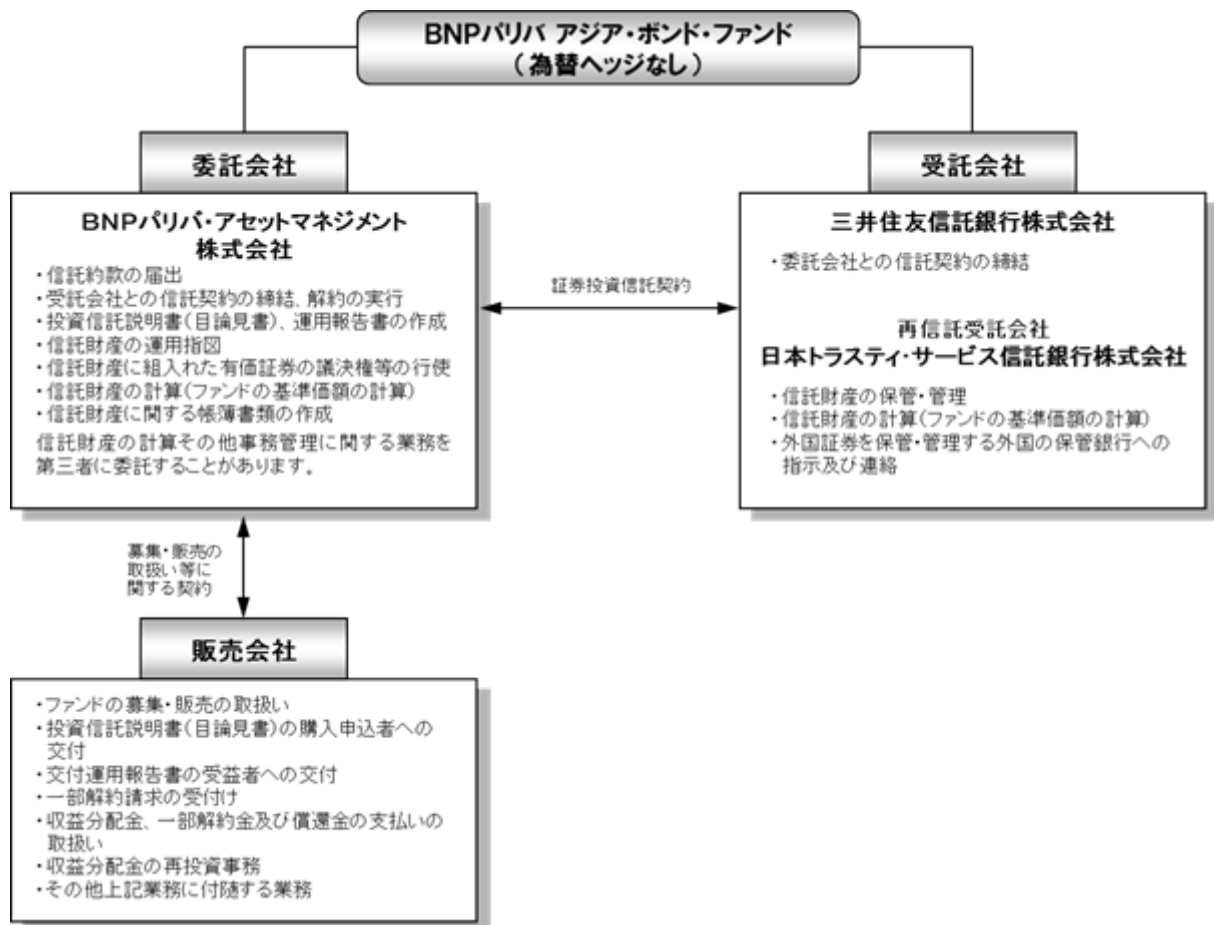 BNPパリバ アジア・ボンド・ファンド
（為替ヘッジなし）
委託会社
BNPパリバ・アセットマネジメント
株式会社
・信託約款の届出
・受託会社との信託契約の締結、解約の実行
・投資信託説明書（目論見書）、運用報告書の作成
・信託財産の運用指図
・信託財産に組入れた有価証券の議決権等の行使
・信託財産の計算（ファンドの基準価額の計算）
・信託財産に関する帳簿書類の作成
信託財産の計算その他事務管理に関する業務を
第三者に委託することがあります。
証券投資信託契約
受託会社
三井住友信託銀行株式会社
・委託会社との信託契約の締結
再信託受託会社
日本トラスティ・サービス信託銀行株式会社
・信託財産の保管・管理
・信託財産の計算（ファンドの基準価額の計算）
・外国証券を保管・管理する外国の保管銀行への
指示及び連絡
募集・販売の
取扱い等に
関する契約
販売会社
・ファンドの募集・販売の取扱い
・投資信託説明書（目論見書）の購入申込者への
交付
・交付運用報告書の受益者への交付
・一部解約請求の受付け
・収益分配金、一部解約金及び償還金の支払いの
取扱い
・収益分配金の再投資事務
・その他上記業務に付随する業務